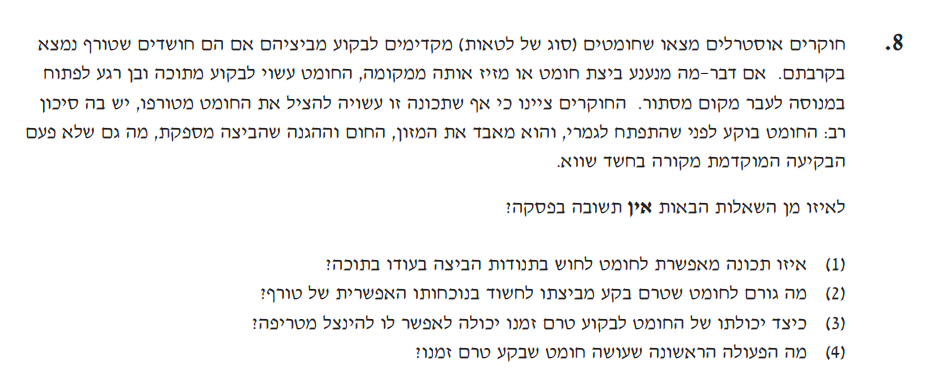 8. חוקרים אוסטרלים מצאו שחומטים (סוג של לטאות) מקדימים לבקוע מביציהם אם הם חושדים שטורף נמצא
בקרבתם. אם דבר-מה מנענע ביצת חומט או מזיז אותה ממקומה, החומט עשוי לבקוע מתוכה ובן רגע לפתוח
במנוסה לעבר מקום מסתור. החוקרים ציינו כי אף שתכונה זו עשויה להציל את החומט מטורפו, יש בה סיכון
רב: החומט בוקע לפני שהתפתח לגמרי, והוא מאבד את המזון, החום וההגנה שהביצה מספקת, מה גם שלא פעם
הבקיעה המוקדמת מקורה בחשד שווא.
לאיזו מן השאלות הבאות אין תשובה בפסקה?
(1) איזו תכונה מאפשרת לחומט לחוש בתנודות הביצה בעודו בתוכה?
(2) מה גורם לחומט שטרם בקע מביצתו לחשוד בנוכחותו האפשרית של טורף?
(3) כיצד יכולתו של החומט לבקוע טרם זמנו יכולה לאפשר לו להינצל מטריפה?
(4) מה הפעולה הראשונה שעושה חומט שבקע טרם זמנו?